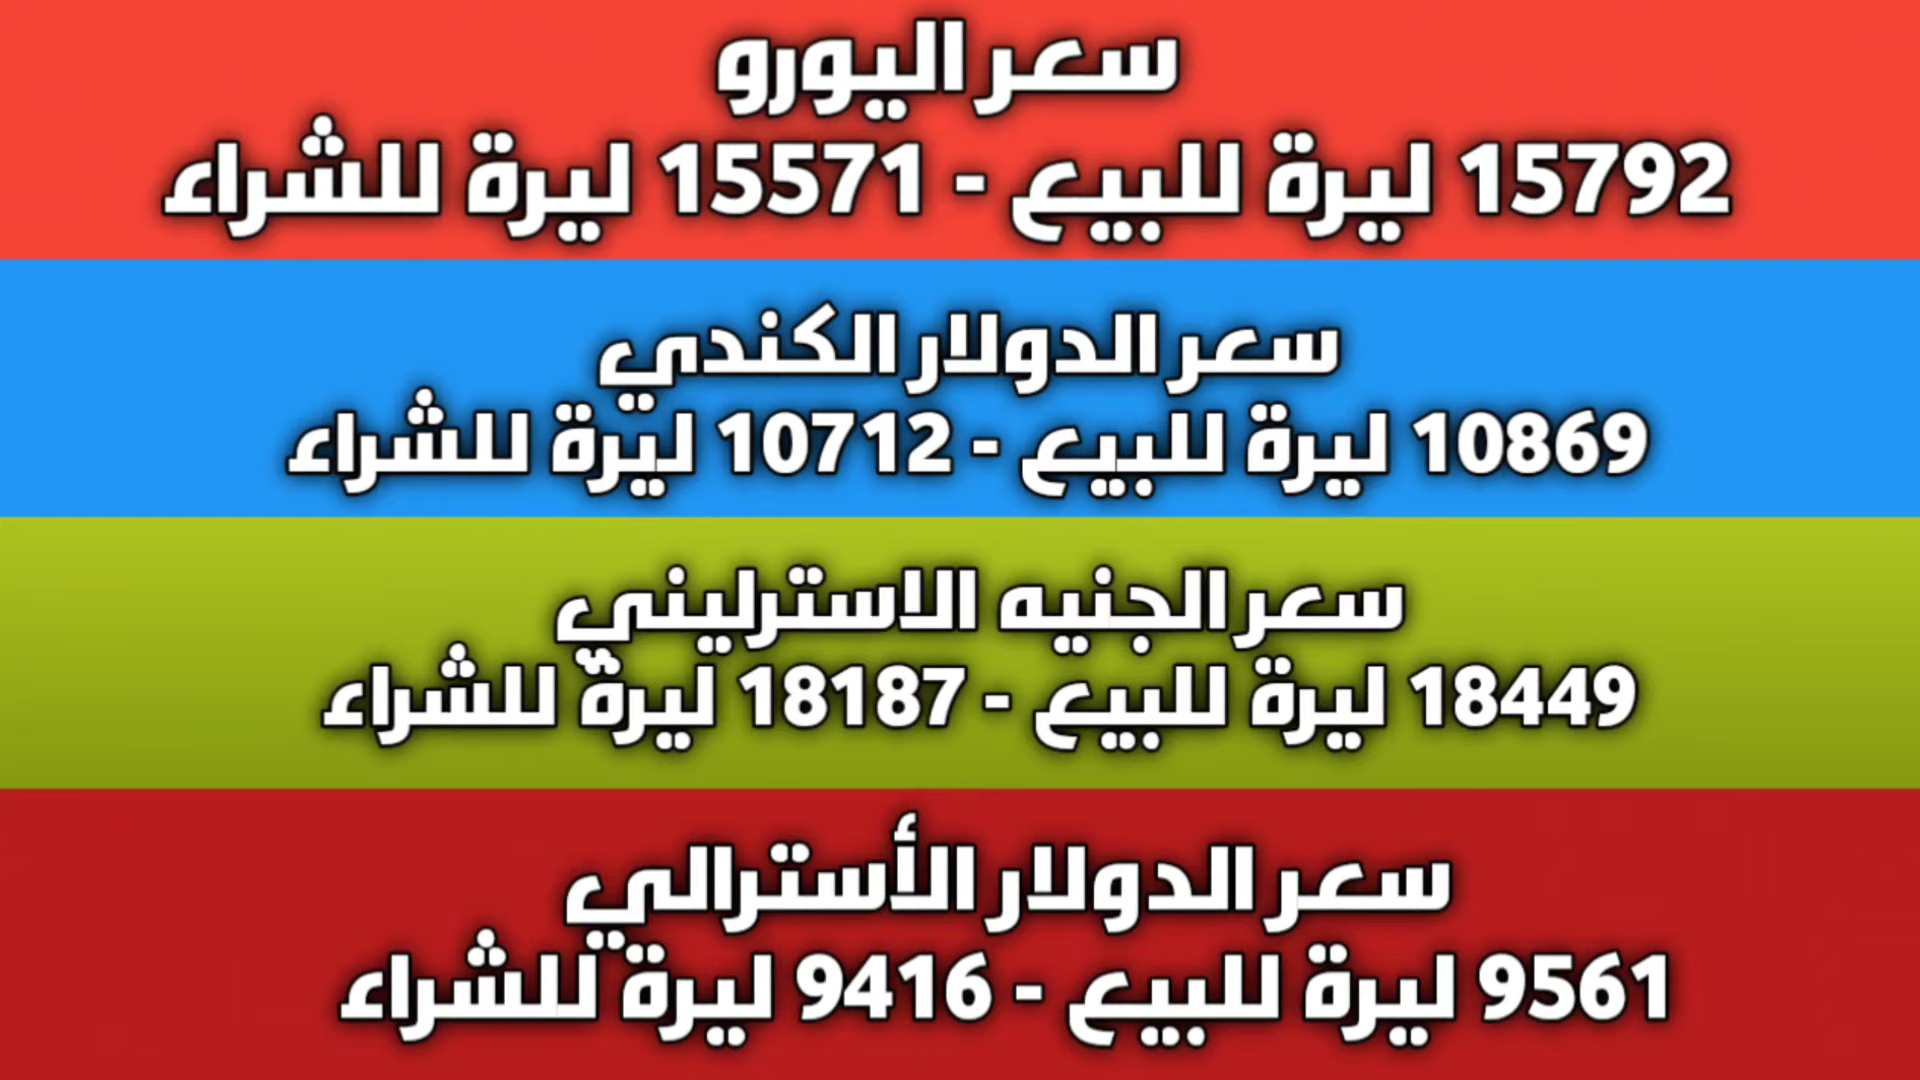 سعر اليورو
15792 ليرة للبيع - 15571 ليرة للشراء
سعر الدولار الكندي
10869 ليرة للبيع - 10712 ليرة للشراء
سعر الجنيه الاسترليني
18449 ليرة للبيع - 18187 ليرة للشراء
سعر الدولار الأسترالي
9561 ليرة للبيع - 9416 ليرة للشراء